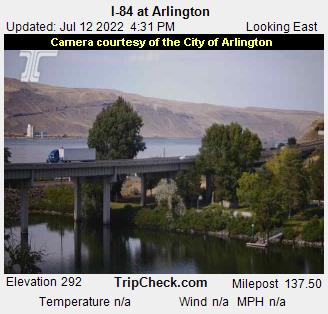 I-84 at Arlington
Updated: Jul 12 2022 4:31 PM Looking East
Camera courtesy of the City of Arlington
Elevation 292 TripCheck.com Milepost 137.50
Temperature n/a Wind n/a MPH n/a